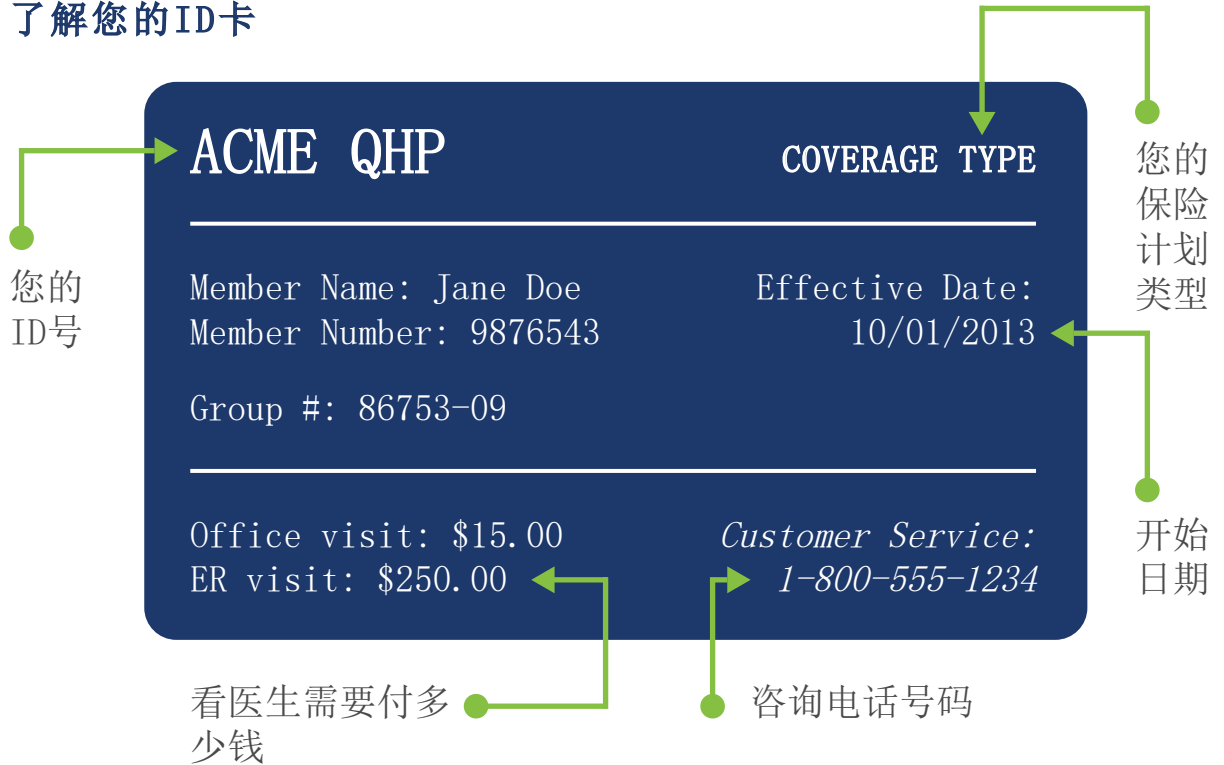 了解您的ID卡
ACME QHP
COVERAGE TYPE
您的
保险
计划
类型
您的
ID号
Member Name: Jane Doe
Member Number: 9876543
Effective Date:
10/01/2013
Group #: 86753-09
Office visit: $15.00
ER visit: $250.00
Customer Service:
1-800-555-1234
开始
日期
看医生需要付多
少钱
咨询电话号码